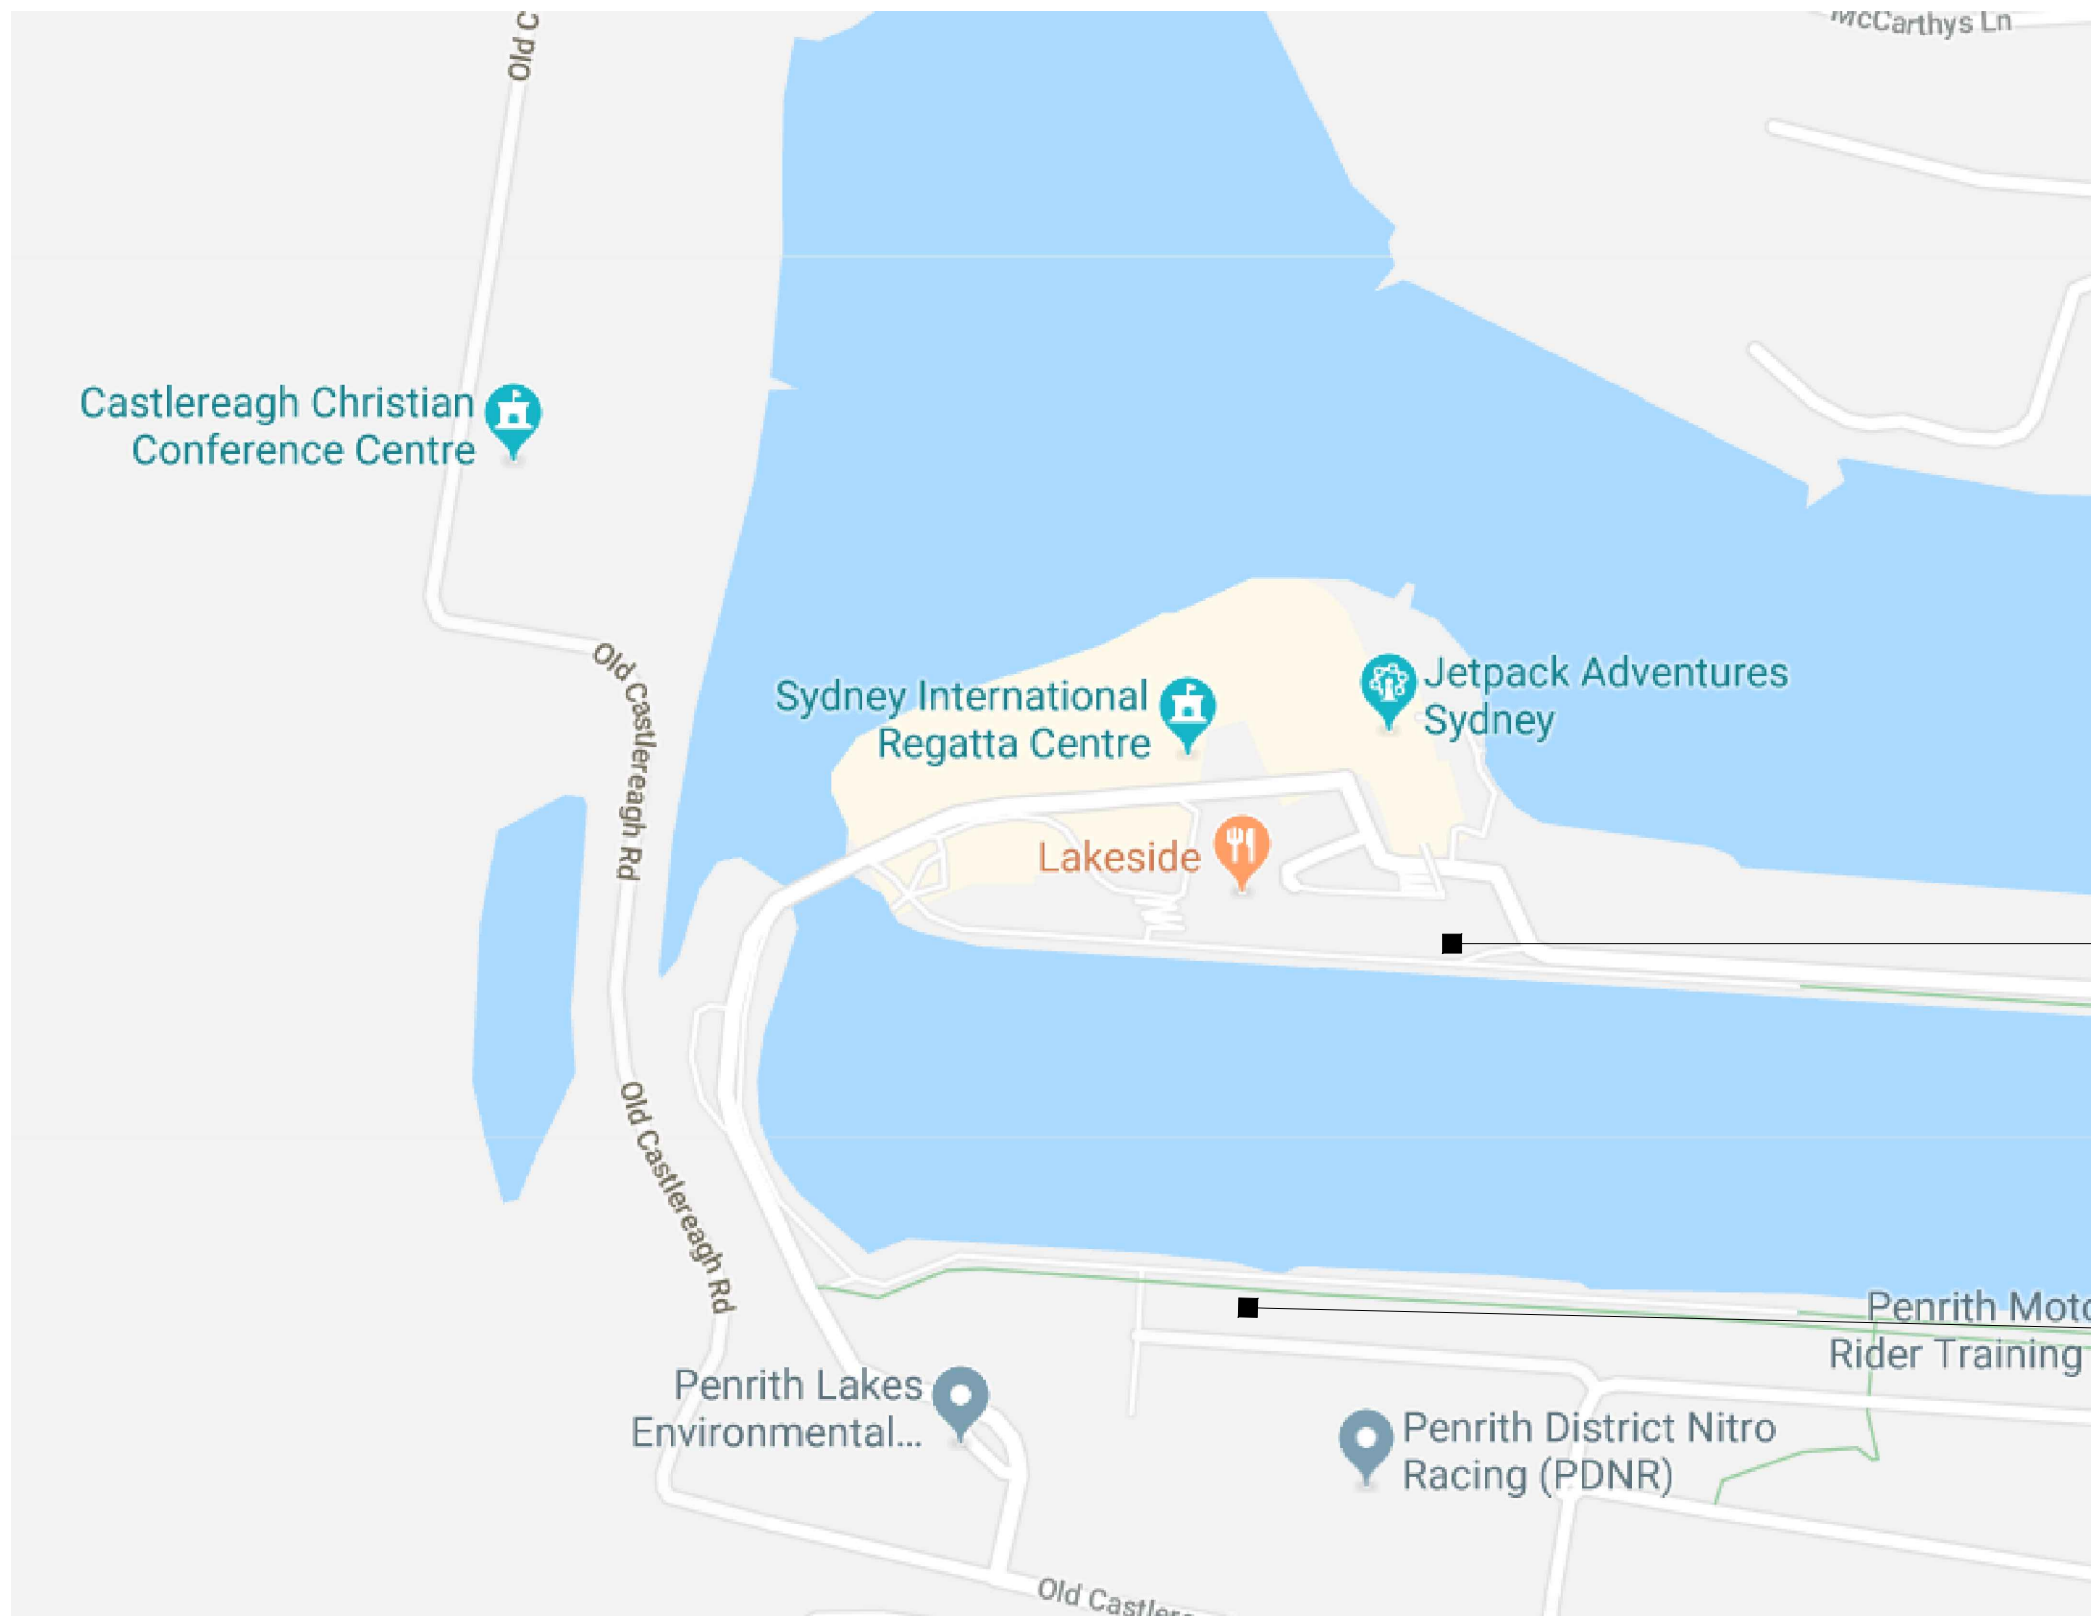 Old C
McCarthys Ln
Castlereagh Christian
Conference Centre
Old Castlereagh Rd
Sydney International
Regatta Centre
Jetpack Adventures
Sydney
Lakeside
Old Castlereagh Rd
Penrith Moto
Rider Training
Penrith Lakes
Environmental...
Penrith District Nitro
Racing (PDNR)
Old Castlere